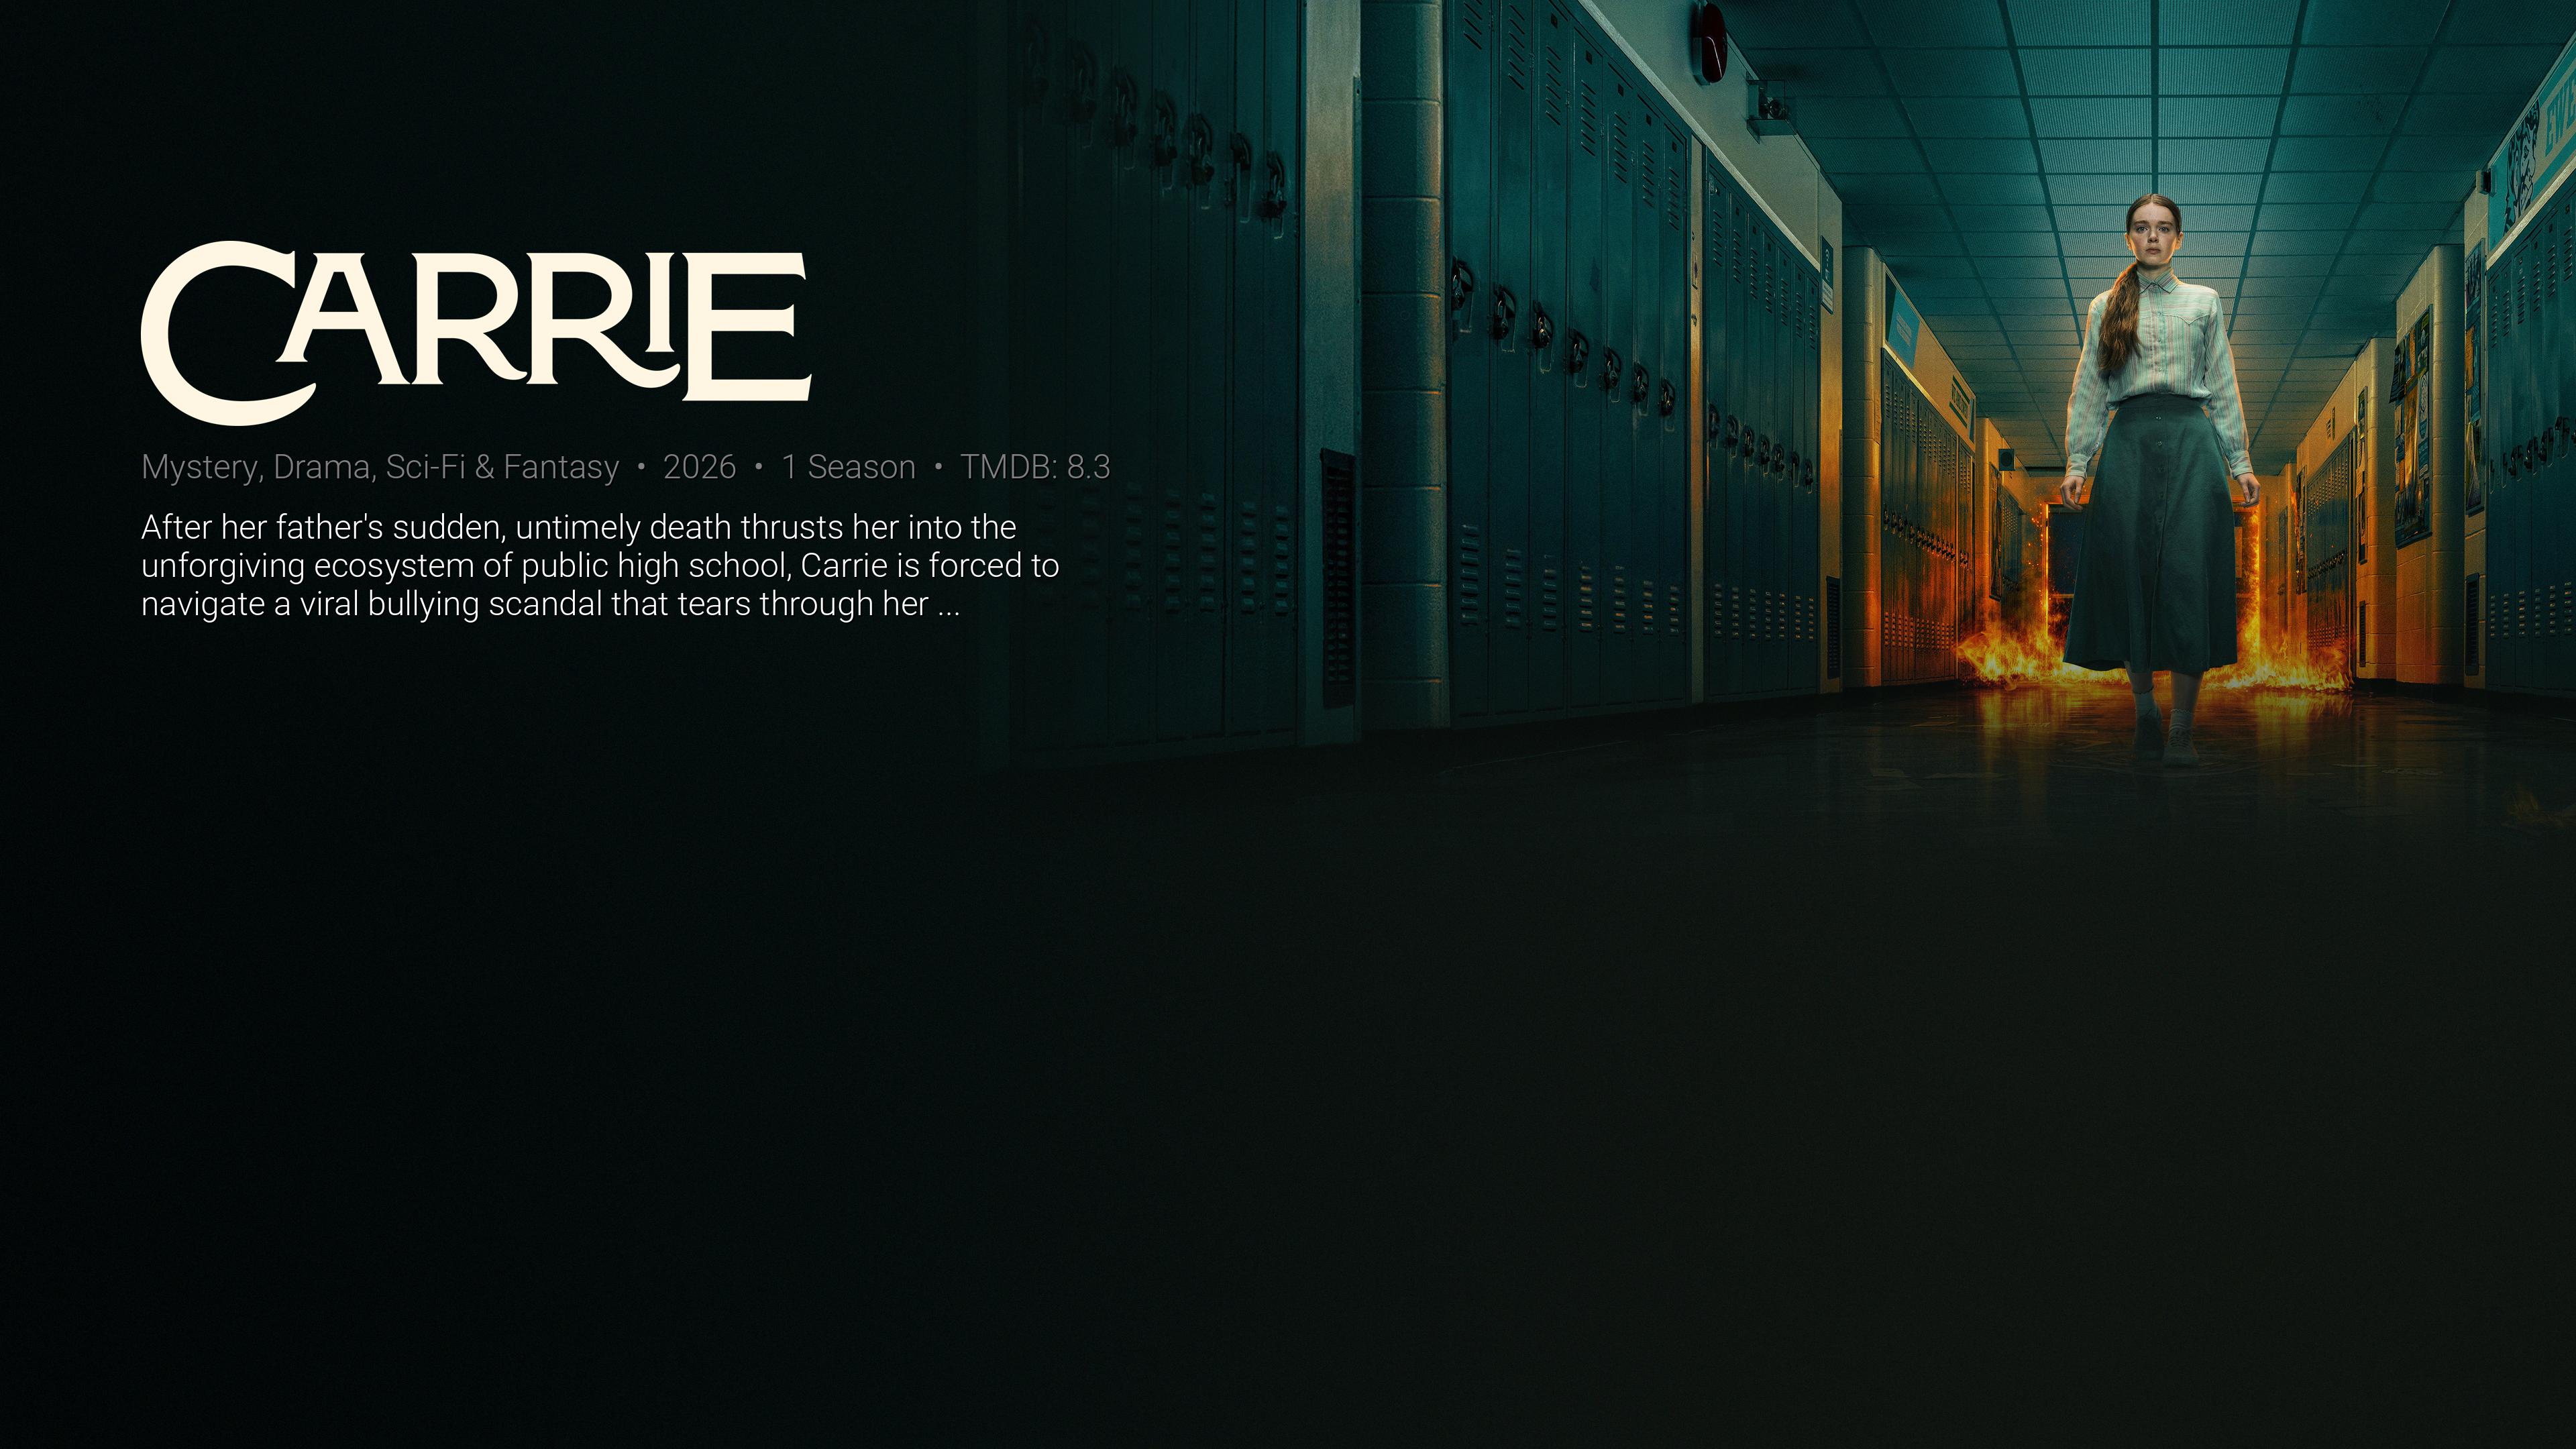 CARRIE
Mystery, Drama, Sci-Fi & Fantasy • 2026 • 1 Season • TMDB: 8.3
After her father's sudden, untimely death thrusts her into the
unforgiving ecosystem of public high school, Carrie is forced to
navigate a viral bullying scandal that tears through her ...